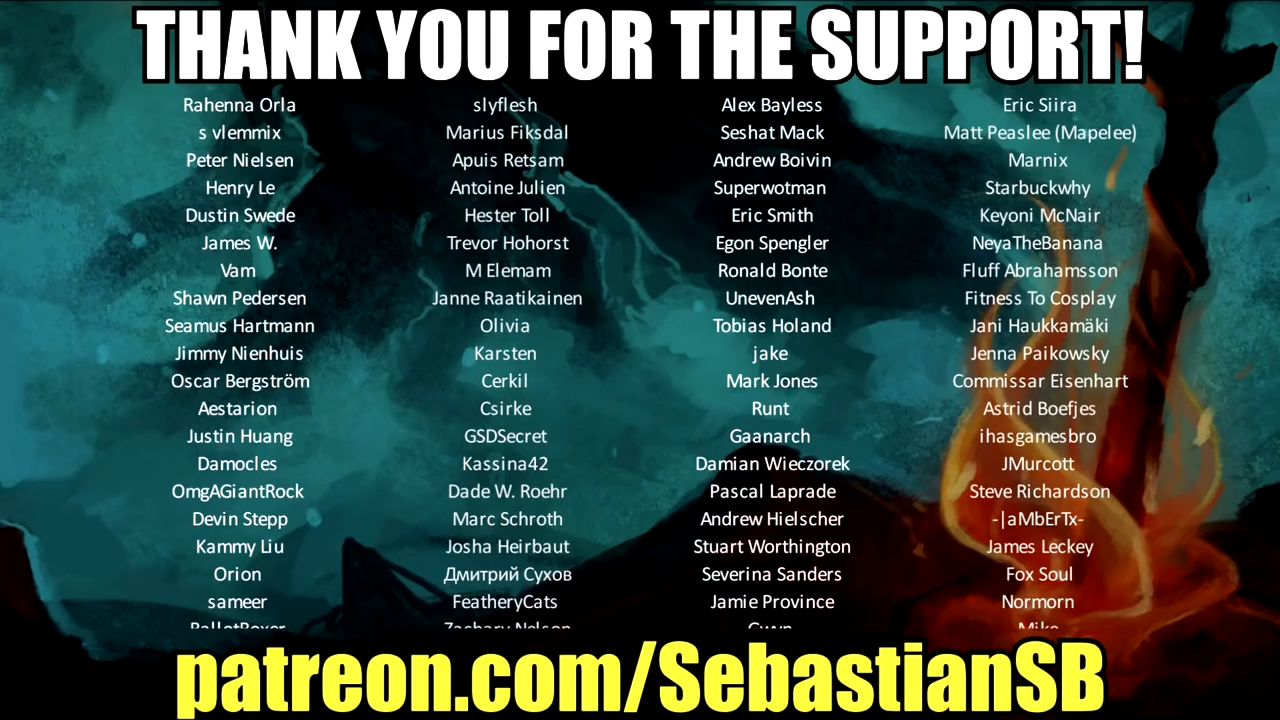 THANK YOU FOR THE SUPPORT!
Rahenna Orla
s vlemmix
Peter Nielsen
Henry Le
Dustin Swede
James W.
Vam
Shawn Pedersen
Seamus Hartmann
Jimmy Nienhuis
Oscar Bergström
Aestarion
Justin Huang
Damocles
OmgAGiantRock
Devin Stepp
Kammy Liu
Orion
sameer
BallotBoxer
slyflesh
Marius Fiksdal
Apuis Retsam
Antoine Julien
Hester Toll
Trevor Hohorst
M Elemam
Janne Raatikainen
Olivia
Karsten
Cerkil
Csirke
GSDSecret
Kassina42
Dade W. Roehr
Marc Schroth
Josha Heirbaut
Дмитрий Сухов
FeatheryCats
Zachary Nelson
Alex Bayless
Seshat Mack
Andrew Boivin
Superwotman
Eric Smith
Egon Spengler
Ronald Bonte
UnevenAsh
Tobias Holand
jake
Mark Jones
Runt
Gaanarch
Damian Wieczorek
Pascal Laprade
Andrew Hielscher
Stuart Worthington
Severina Sanders
Jamie Province
Gwyn
Eric Siira
Matt Peaslee (Mapelee)
Marnix
Starbuckwhy
Keyoni McNair
NeyaTheBanana
Fluff Abrahamsson
Fitness To Cosplay
Jani Haukkamäki
Jenna Paikowsky
Commissar Eisenhart
Astrid Boefjes
ihasgamesbro
JMurcott
Steve Richardson
-|aMbErTx-
James Leckey
Fox Soul
Normorn
Mike
patreon.com/SebastianSB